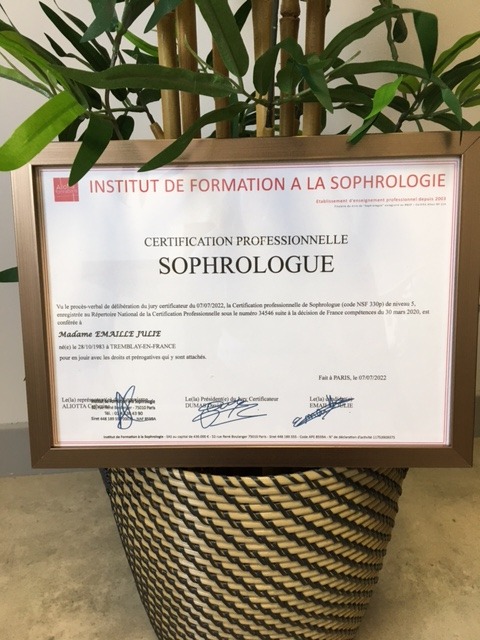 INSTITUT DE FORMATION A LA SOPHROLOGIE
Etablissement d'enseignement professionnel depuis 2003
CERTIFICATION PROFESSIONNELLE
SOPHROLOGUE
Vu le procès-verbal de délibération du jury certificateur du 07/07/2022, la Certification professionnelle de Sophrologue (code NSF 330p) de niveau 5,
enregistrée au Répertoire National de la Certification Professionnelle sous le numéro 34546 suite à la décision de France compétences du 30 mars 2020, est
conférée à
Madame EMAILLE JULIE
né(e) le 28/10/1983 à TREMBLAY-EN-FRANCE
pour en jouir avec les droits et prérogatives qui y sont attachés.
Fait à PARIS, le 07/07/2022
Le(la) Président(e) du Jury Certificateur
ALIOTTA